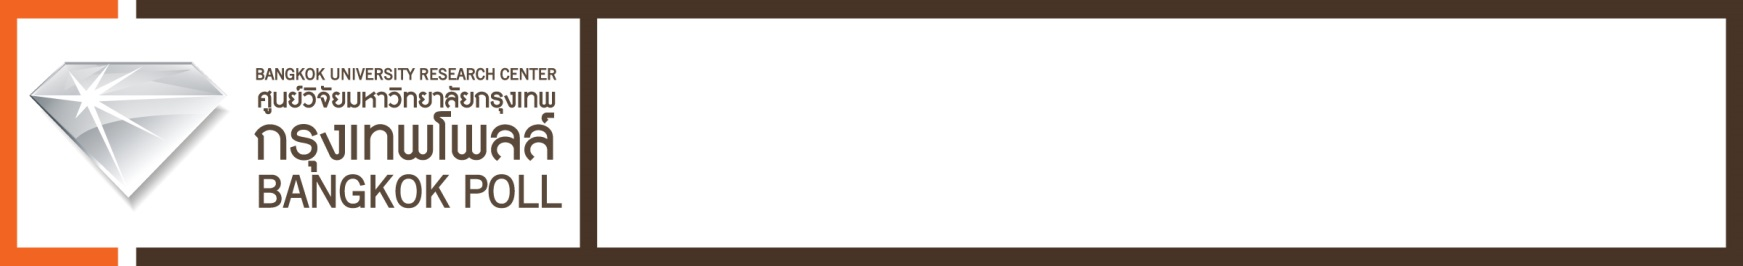 BANGKOK UNIVERSITY RESEARCH CENTER
ศูนย์วิจัยมหาวิทยาลัยกรุงเทพ
กรุงเทพโพลล์
BANGKOK POLL